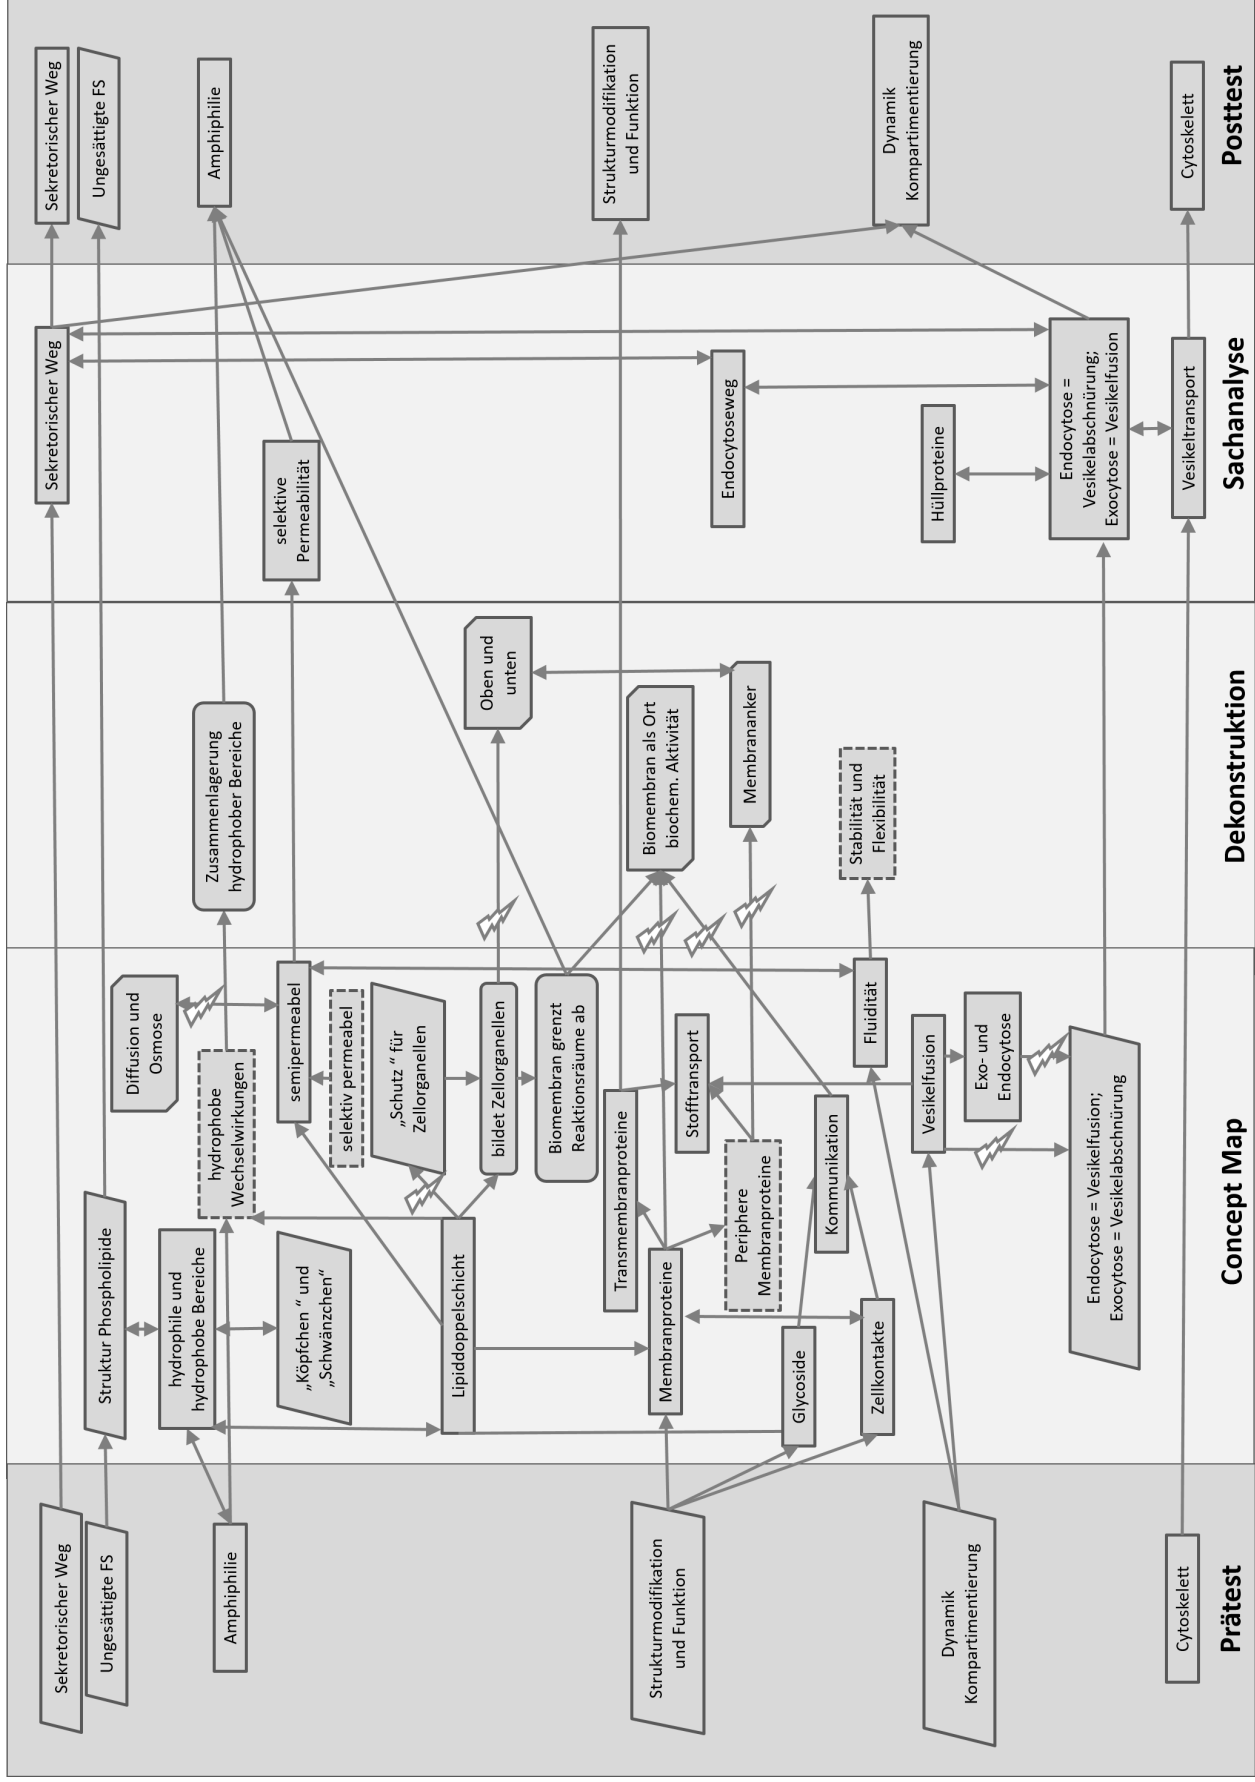 Sekretorischer Weg
Ungesättigte FS
Amphiphilie
Strukturmodifikation
und Funktion
Dynamik
Kompartimentierung
Cytoskelett
Prätest
Struktur Phospholipide
hydrophile und
hydrophobe Bereiche
„Köpfchen “ und
„Schwänzchen“
Lipiddoppelschicht
Membranproteine
Glycoside
Zellkontakte
Diffusion und
Osmose
hydrophobe
Wechselwirkungen
semipermeabel
selektiv permeabel
„Schutz “ für
Zellorganellen
bildet Zellorganellen
Biomembran grenzt
Reaktionsräume ab
Transmembranproteine
Stofftransport
Periphere
Membranproteine
Kommunikation
Fluidität
Vesikelfusion
Exo- und
Endocytose
Endocytose = Vesikelfusion;
Exocytose = Vesikelabschnürung
Concept Map
Zusammenlagerung
hydrophober Bereiche
Oben und
unten
Biomembran als Ort
biochem. Aktivität
Membrananker
Stabilität und
Flexibilität
Dekonstruktion
Sekretorischer Weg
selektive
Permeabilität
Endocytoseweg
Hüllproteine
Endocytose =
Vesikelabschnürung;
Exocytose = Vesikelfusion
Vesikeltransport
Sachanalyse
Sekretorischer Weg
Ungesättigte FS
Amphiphilie
Strukturmodifikation
und Funktion
Dynamik
Kompartimentierung
Cytoskelett
Posttest